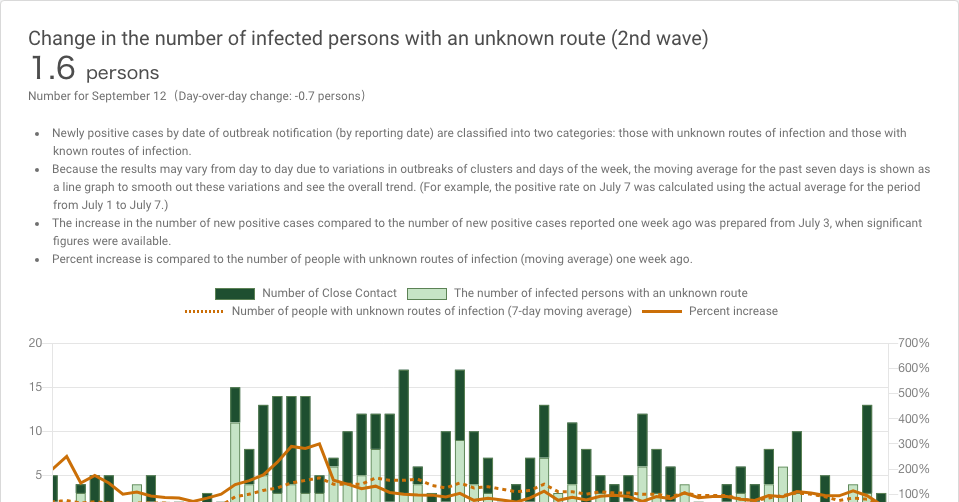 Change in the number of infected persons with an unknown route (2nd wave)
1.6 persons
Number for September 12（Day-over-day change: -0.7 persons）
• Newly positive cases by date of outbreak notification (by reporting date) are classified into two categories: those with unknown routes of infection and those with
known routes of infection.
• Because the results may vary from day to day due to variations in outbreaks of clusters and days of the week, the moving average for the past seven days is shown as
a line graph to smooth out these variations and see the overall trend. (For example, the positive rate on July 7 was calculated using the actual average for the period
from July 1 to July 7.)
• The increase in the number of new positive cases compared to the number of new positive cases reported one week ago was prepared from July 3, when significant
figures were available.
• Percent increase is compared to the number of people with unknown routes of infection (moving average) one week ago.
Number of Close Contact The number of infected persons with an unknown route
Number of people with unknown routes of infection (7-day moving average) Percent increase
20 700%
600%
15 500%
400%
10 300%
5 200%
100%